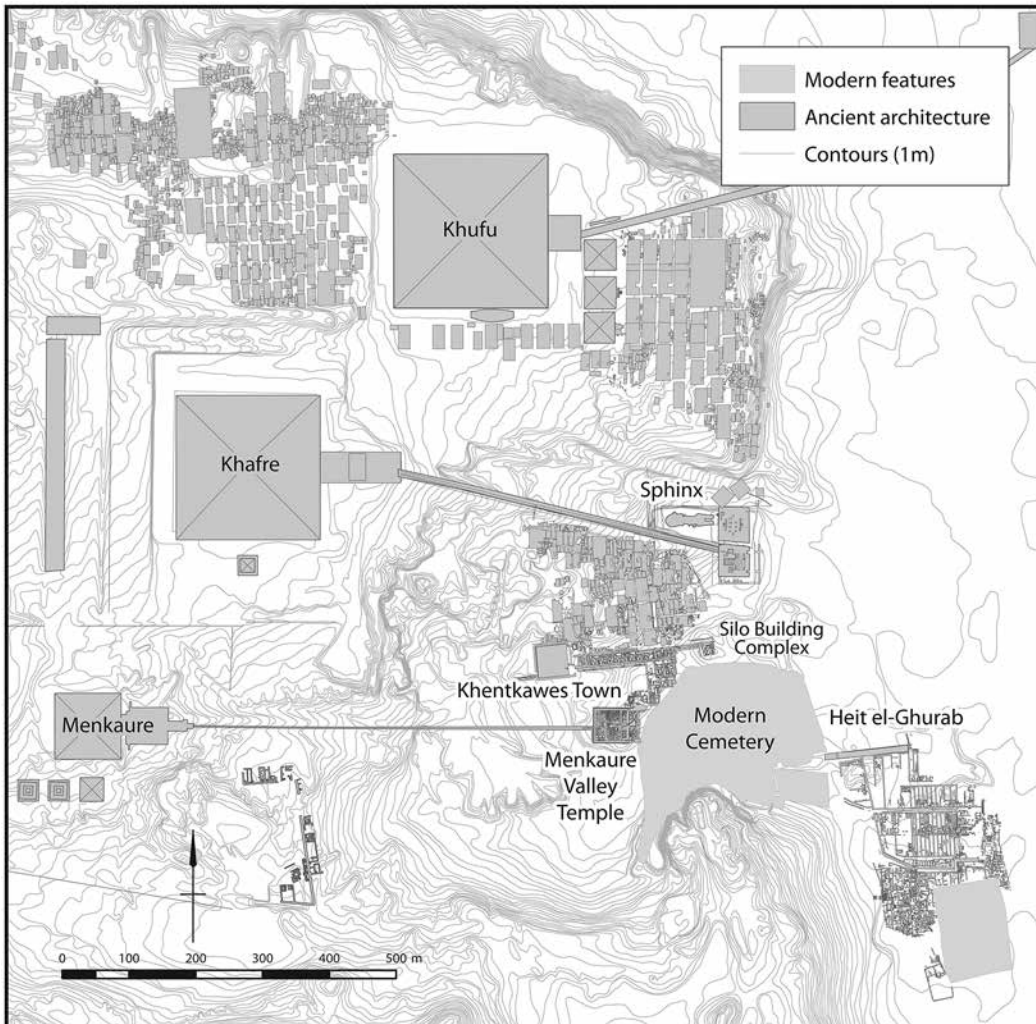 Modern features
Ancient architecture
Contours (1m)
Khufu
Khafre
Sphinx
Silo Building
Complex
Khentkawes Town
Menkaure
Modern
Cemetery
Heit el-Ghurab
Menkaure
Valley
Temple
0 100 200 300 400 500 m